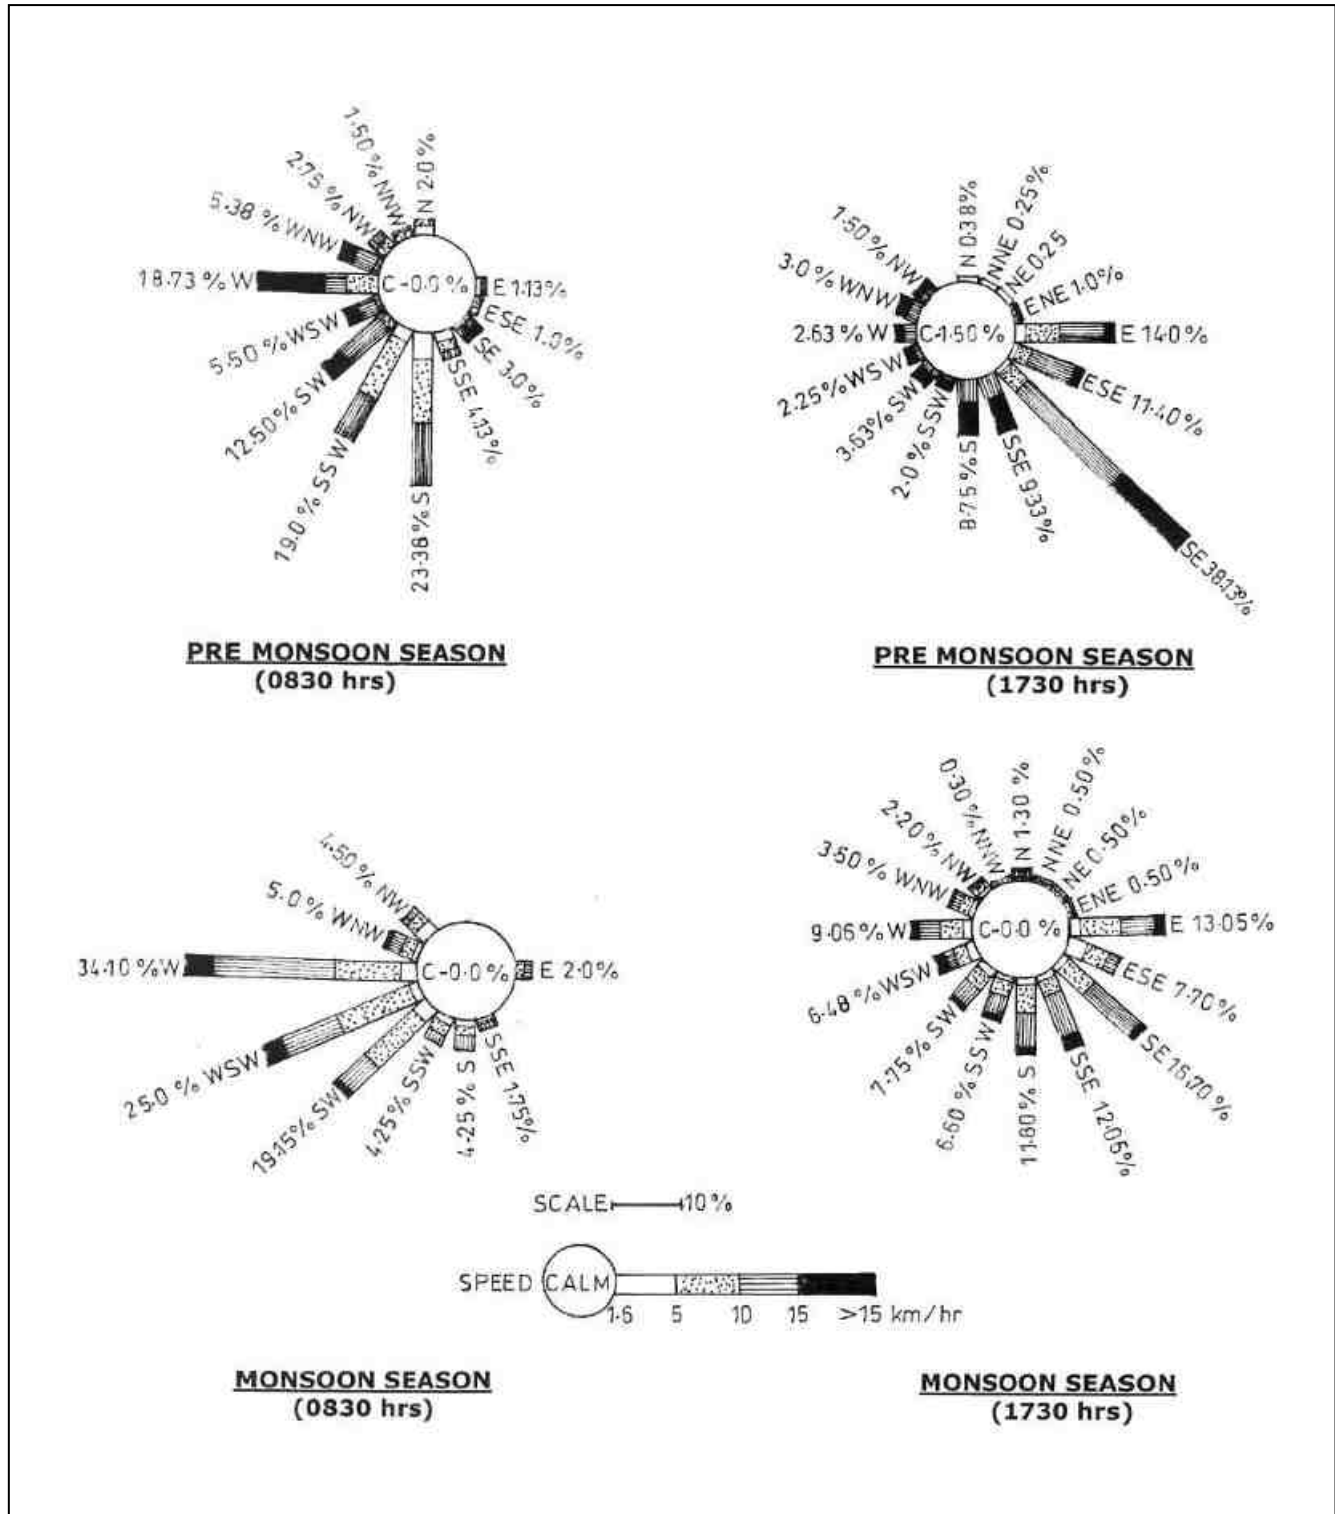 1.50 % NNW
N 2.0%
2.75 % NW
5.38 % WNW
18.73 % W
C-0.0 %
E 1.13%
ESE 1.0%
SE 3.0%
SSE 4.13%
5.50 % WSW
12.50 % SW
19.0 % SSW
23.38 % S
PRE MONSOON SEASON
(0830 hrs)
N 0.38%
NNE 0.25%
NE 0.25
ENE 1.0%
1.50 % NW
3.0% WNW
2.63 % W
C-1.50 %
E 14.0 %
ESE 11.40 %
SE 38.13%
SSE 9.33%
8.75 % S
2.0 % SSW
3.63% SW
2.25% WSW
PRE MONSOON SEASON
(1730 hrs)
4.50 % NW
5.0 % WNW
34.10 % W
C-0.0 %
E 2.0%
25.0 % WSW
19.15% SW
4.25% SSW
4.25 % S
SSE 1.75%
MONSOON SEASON
(0830 hrs)
0.30 % NNW
N 1.30 %
NNE 0.50%
NE 0.50%
ENE 0.50%
2.20 % NW
3.50 % WNW
9.06 % W
C-0.0 %
E 13.05%
ESE 7.70 %
6.48 % WSW
7.75 % SW
6.60 % SSW
11.80 % S
SSE 12.05%
MONSOON SEASON
(1730 hrs)
SCALE 10 %
SPEED CALM
5 10 15 >15 km/hr